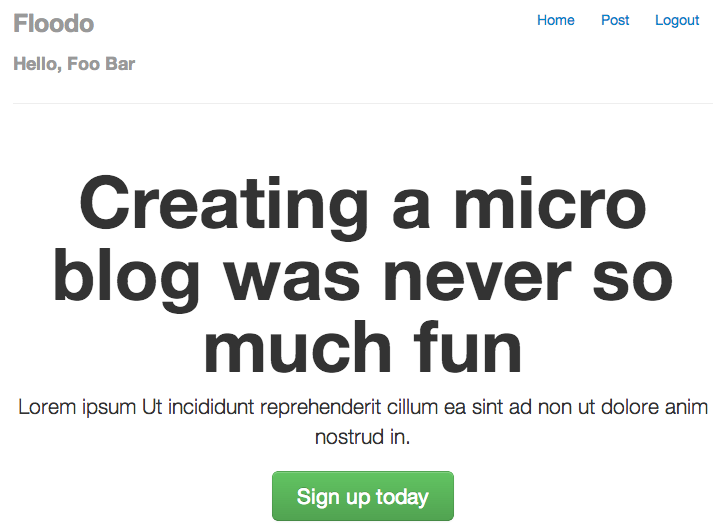 Floodo
Home Post Logout
Hello, Foo Bar
Creating a micro
blog was never so
much fun
Lorem ipsum Ut incididunt reprehenderit cillum ea sint ad non ut dolore anim
nostrud in.
Sign up today